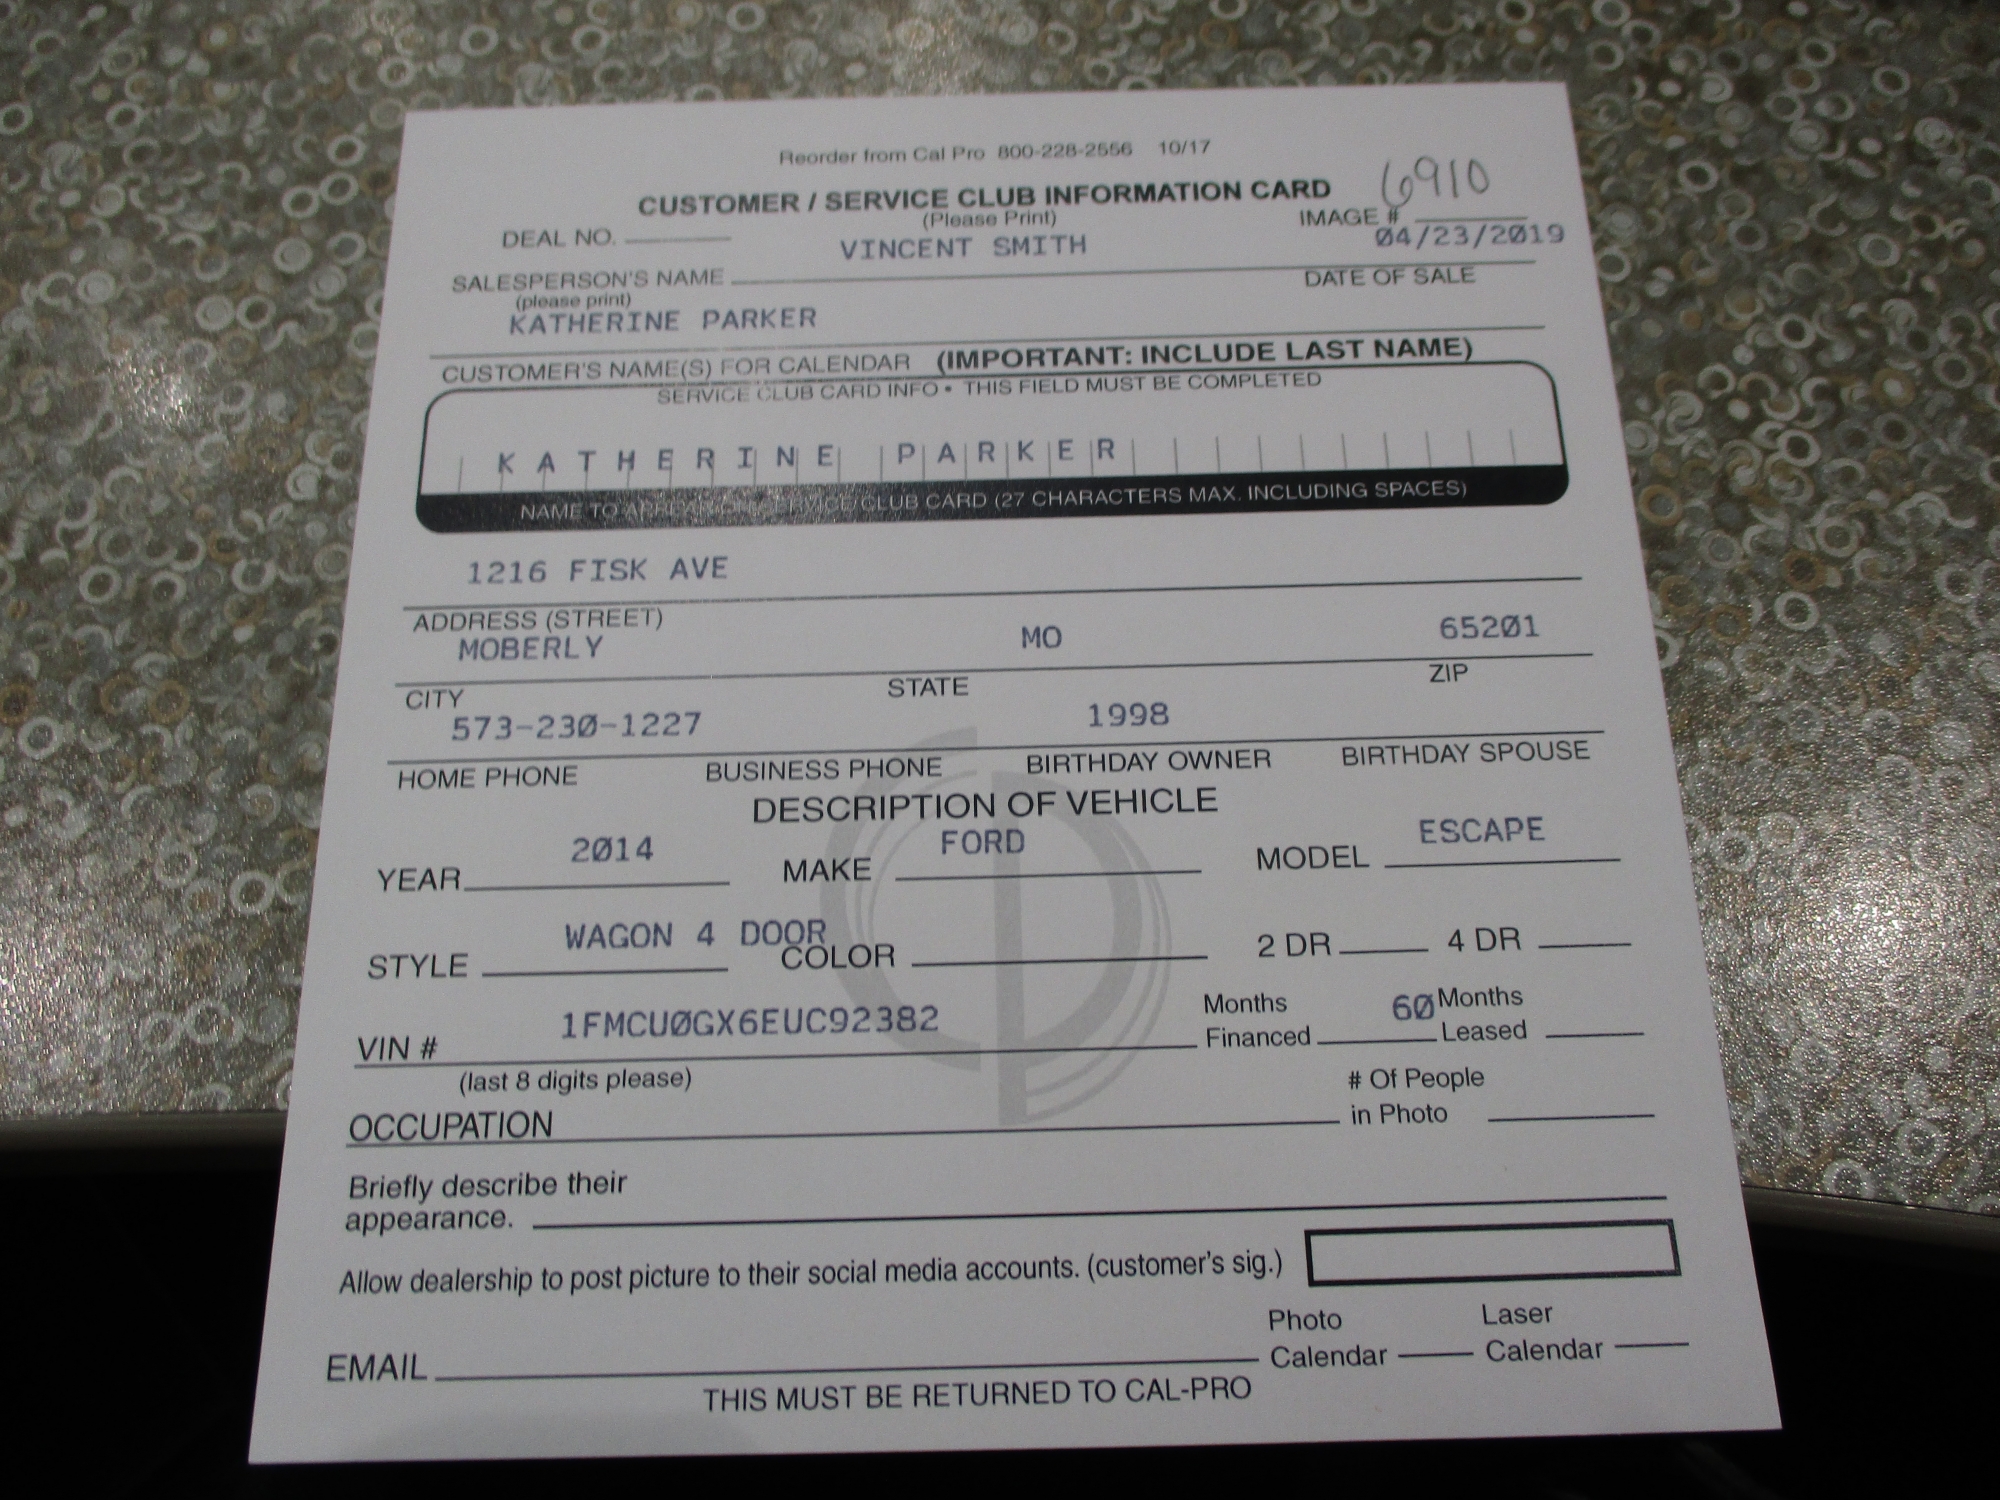 Reorder from Cal Pro 800-228-2556 10/17
CUSTOMER / SERVICE CLUB INFORMATION CARD 6910
(Please Print) IMAGE #
DEAL NO. VINCENT SMITH 04/23/2019
SALESPERSON'S NAME DATE OF SALE
(please print)
KATHERINE PARKER
CUSTOMER'S NAME(S) FOR CALENDAR (IMPORTANT: INCLUDE LAST NAME)
SERVICE CLUB CARD INFO • THIS FIELD MUST BE COMPLETED
KATHERINE PARKER
NAME TO APPEAR ON SERVICE CLUB CARD (27 CHARACTERS MAX. INCLUDING SPACES)
1216 FISK AVE
ADDRESS (STREET)
MOBERLY MO 65201
CITY STATE ZIP
573-230-1227 1998
HOME PHONE BUSINESS PHONE BIRTHDAY OWNER BIRTHDAY SPOUSE
DESCRIPTION OF VEHICLE
2014 FORD ESCAPE
YEAR MAKE MODEL
WAGON 4 DOOR
STYLE COLOR 2 DR 4 DR
1FMCU0GX6EUC92382 Months 60 Months
VIN # Financed Leased
(last 8 digits please) # Of People
OCCUPATION in Photo
Briefly describe their
appearance.
Allow dealership to post picture to their social media accounts. (customer's sig.)
Photo Laser
EMAIL Calendar Calendar
THIS MUST BE RETURNED TO CAL-PRO